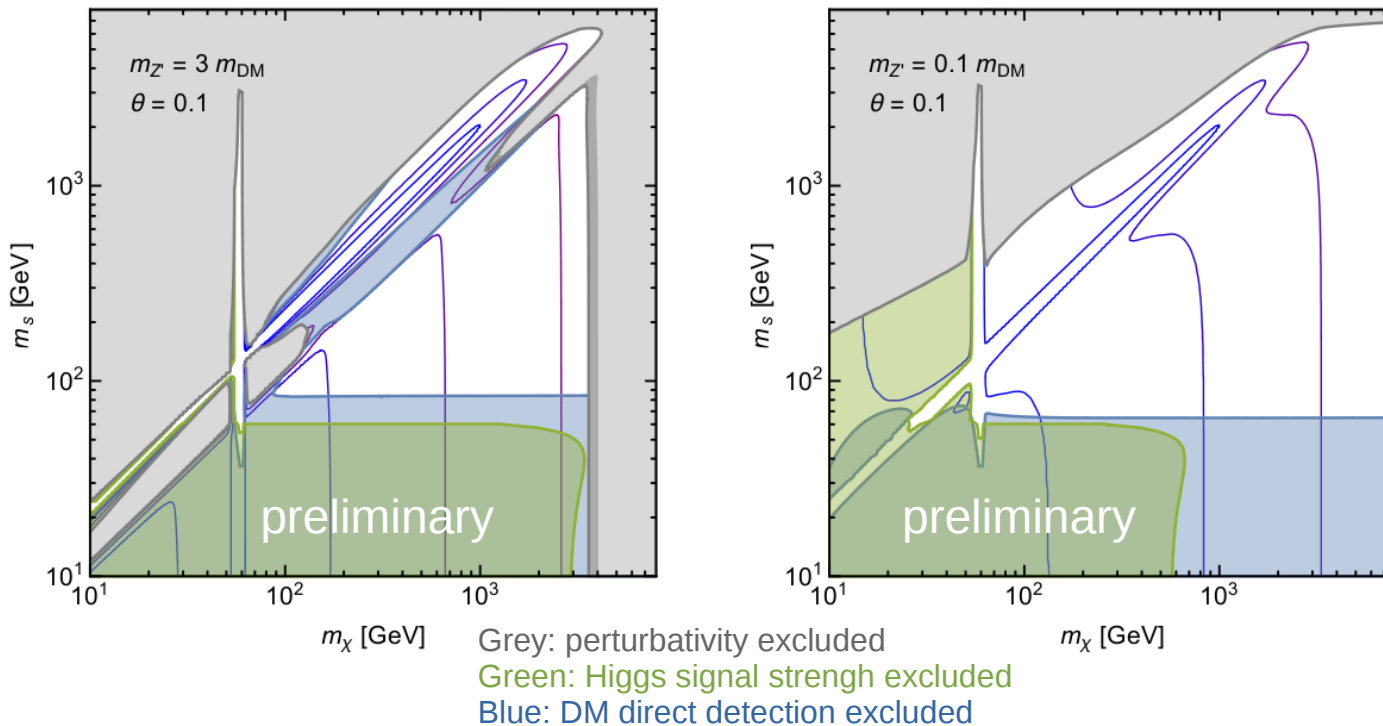 m_Z' = 3 m_DM
θ = 0.1
10^3
10^2
10^1
m_s [GeV]
preliminary
10^1 10^2 10^3
m_χ [GeV]
m_Z' = 0.1 m_DM
θ = 0.1
10^3
10^2
10^1
m_s [GeV]
preliminary
10^1 10^2 10^3
m_χ [GeV]
Grey: perturbativity excluded
Green: Higgs signal strengh excluded
Blue: DM direct detection excluded